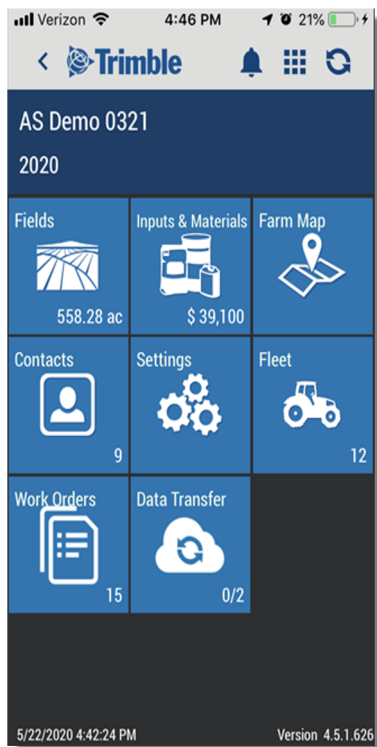 Verizon 4:46 PM 21%
Trimble
AS Demo 0321
2020
Fields Inputs & Materials Farm Map
558.28 ac $ 39,100
Contacts Settings Fleet
9 12
Work Orders Data Transfer
15 0/2
5/22/2020 4:42:24 PM Version 4.5.1.626